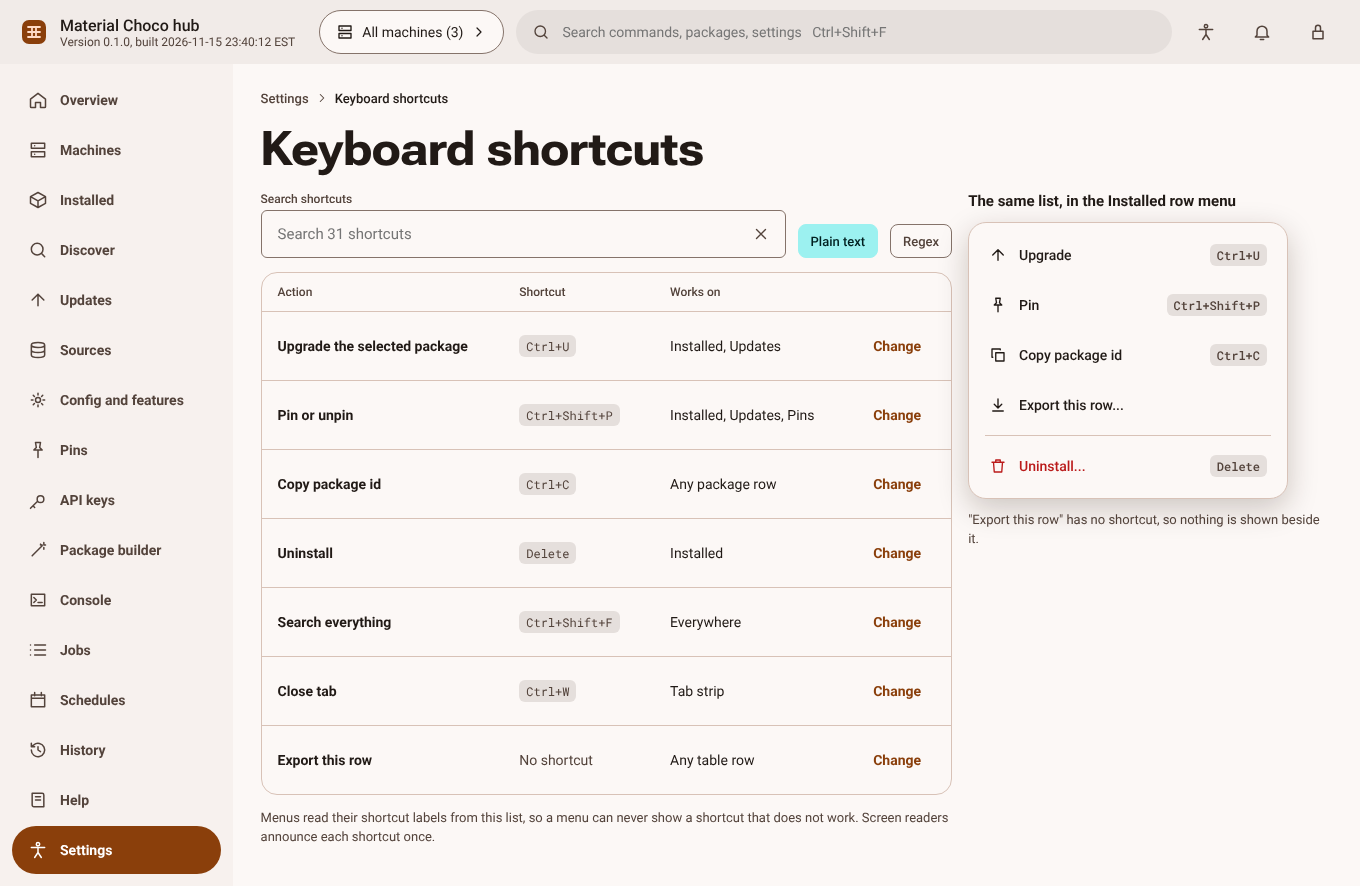 Material Choco hub
Version 0.1.0, built 2026-11-15 23:40:12 EST
All machines (3)
Search commands, packages, settings Ctrl+Shift+F
Overview
Machines
Installed
Discover
Updates
Sources
Config and features
Pins
API keys
Package builder
Console
Jobs
Schedules
History
Help
Settings
Settings > Keyboard shortcuts
Keyboard shortcuts
Search shortcuts
Search 31 shortcuts
Plain text
Regex
Action Shortcut Works on
Upgrade the selected package Ctrl+U Installed, Updates Change
Pin or unpin Ctrl+Shift+P Installed, Updates, Pins Change
Copy package id Ctrl+C Any package row Change
Uninstall Delete Installed Change
Search everything Ctrl+Shift+F Everywhere Change
Close tab Ctrl+W Tab strip Change
Export this row No shortcut Any table row Change
Menus read their shortcut labels from this list, so a menu can never show a shortcut that does not work. Screen readers
announce each shortcut once.
The same list, in the Installed row menu
Upgrade Ctrl+U
Pin Ctrl+Shift+P
Copy package id Ctrl+C
Export this row...
Uninstall... Delete
"Export this row" has no shortcut, so nothing is shown beside
it.